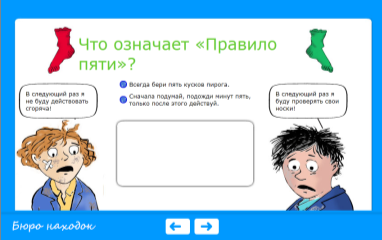 Что означает «Правило
пяти»?
Всегда бери пять кусков пирога.
Сначала подумай, подожди минут пять,
только после этого действуй.
В следующий раз я
не буду действовать
сгоряча!
В следующий раз я
буду проверять свои
носки!
Бюро находок